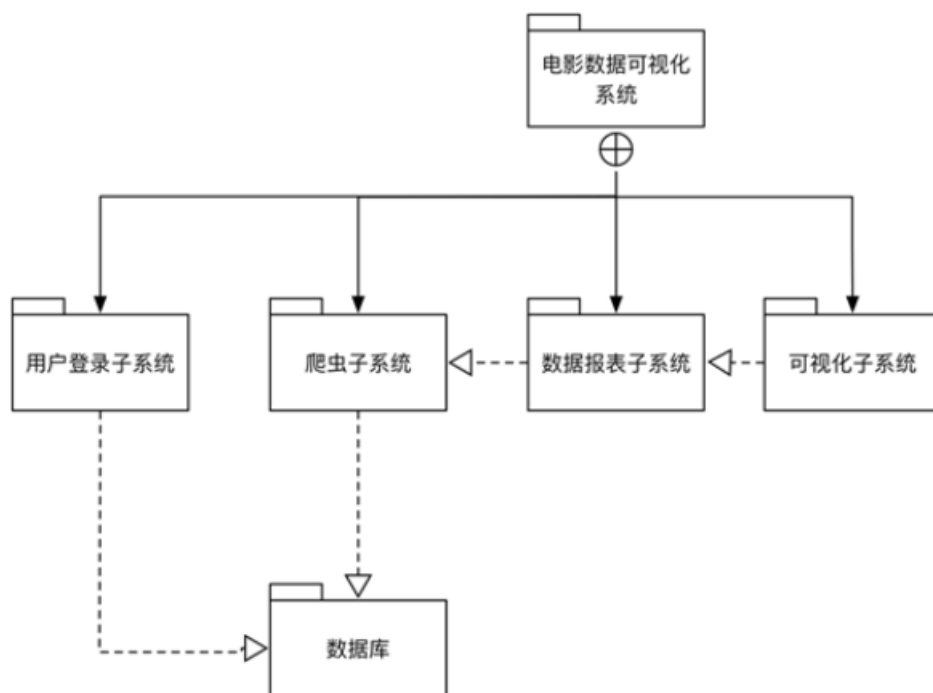 电影数据可视化
系统
用户登录子系统
爬虫子系统
数据报表子系统
可视化子系统
数据库